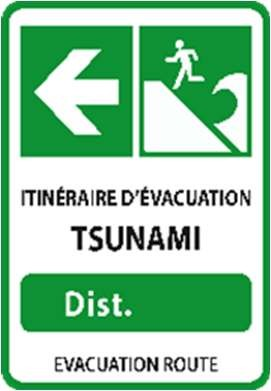 ITINÉRAIRE D'ÉVACUATION
TSUNAMI
Dist.
EVACUATION ROUTE